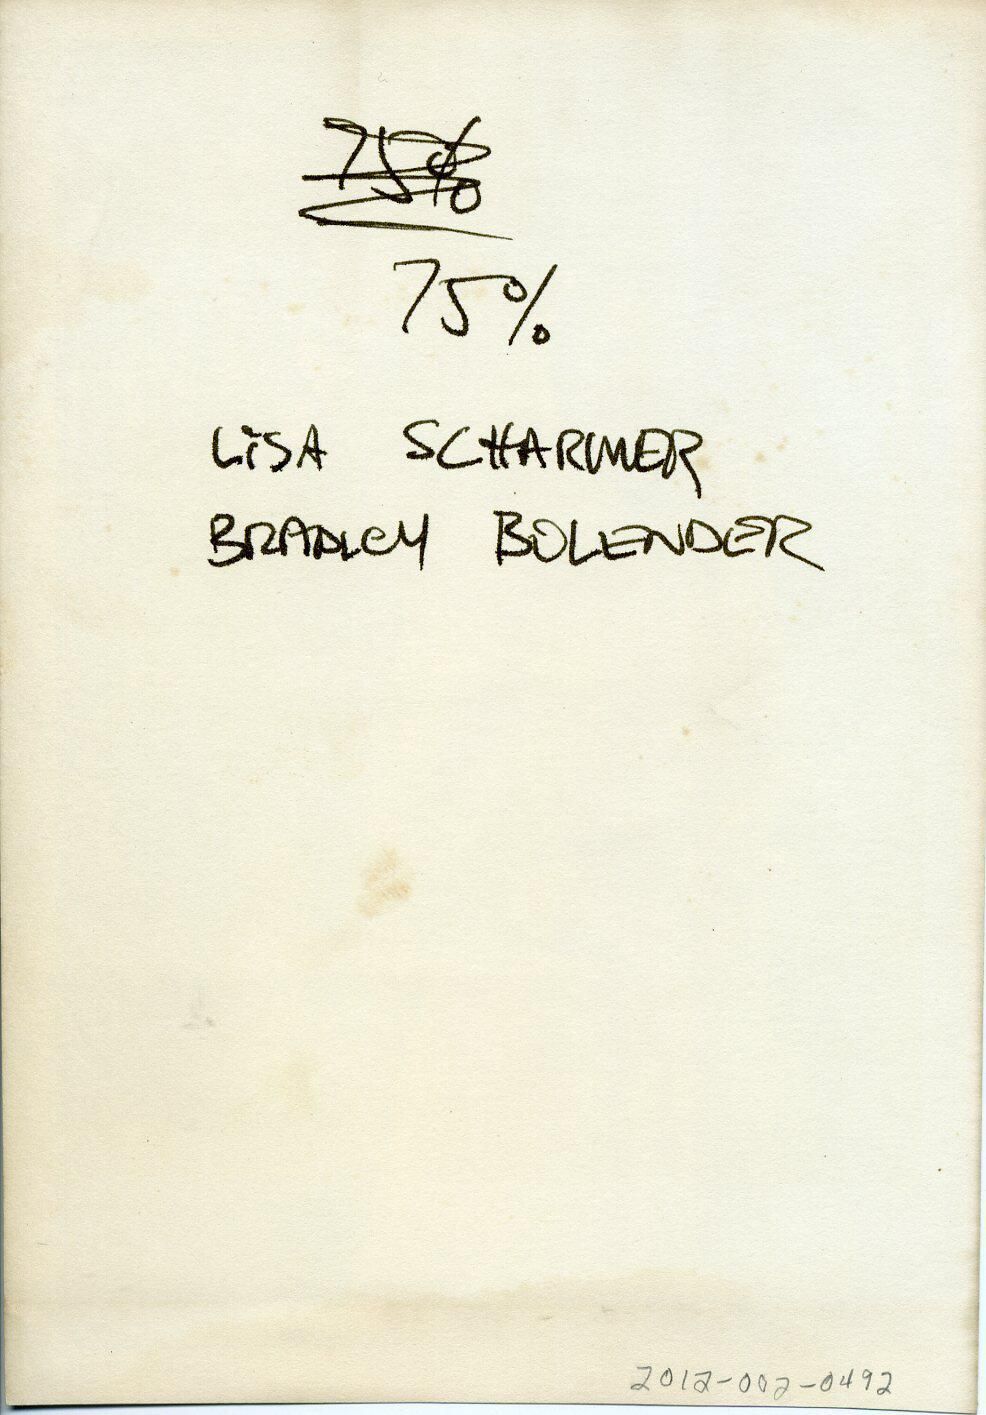 75%
75%
LISA SCHARMER
BRADLEY BOLENDER
2012-002-0492